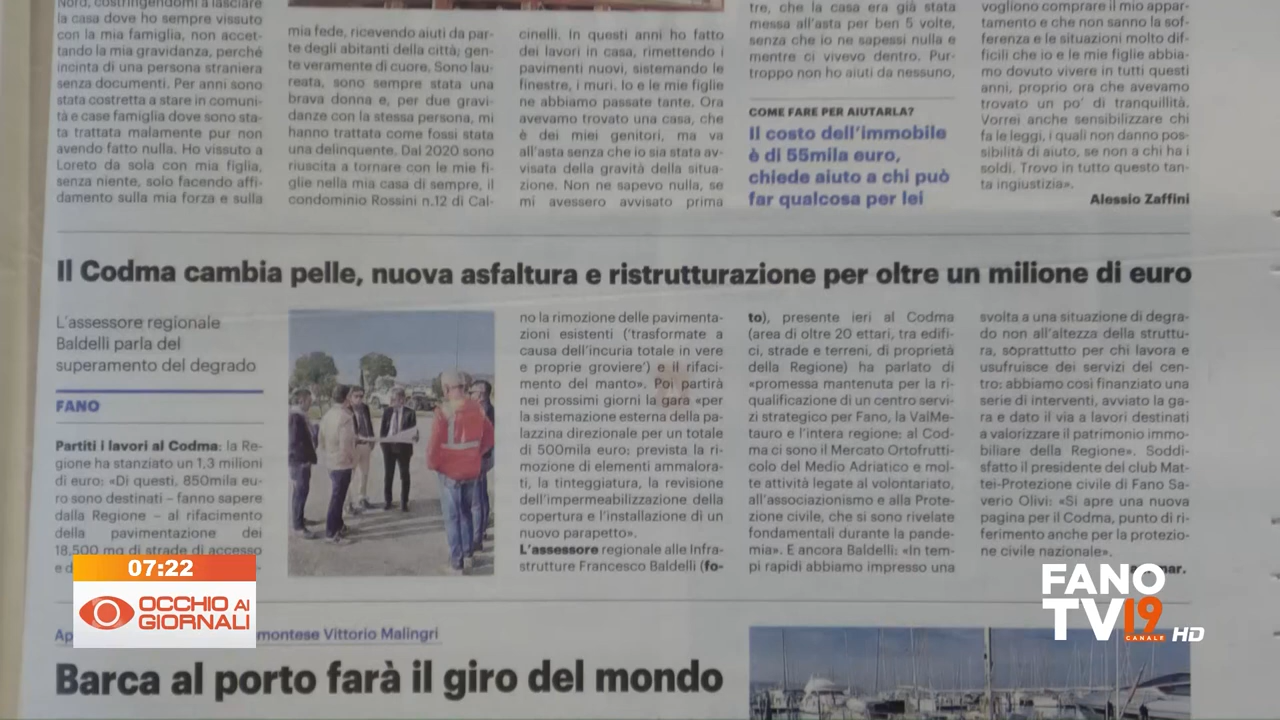 Nord, costringendomi a lasciare
la casa dove ho sempre vissuto
con la mia famiglia, non accet-
tando la mia gravidanza, perché
incinta di una persona straniera
senza documenti. Per anni sono
stata costretta a stare in comuni-
tà e case famiglia dove sono sta-
ta trattata malamente pur non
avendo fatto nulla. Ho vissuto a
Loreto da sola con mia figlia,
senza niente, solo facendo affi-
damento sulla mia forza e sulla
mia fede, ricevendo aiuti da par-
te degli abitanti della città; gen-
te veramente di cuore. Sono lau-
reata, sono sempre stata una
brava donna e, per due gravi-
danze con la stessa persona, mi
hanno trattata come fossi stata
una delinquente. Dal 2020 sono
riuscita a tornare con le mie fi-
glie nella mia casa di sempre, il
condominio Rossini n.12 di Cal-
cinelli. In questi anni ho fatto
dei lavori in casa, rimettendo i
pavimenti nuovi, sistemando le
finestre, i muri. Io e le mie figlie
ne abbiamo passate tante. Ora
avevamo trovato una casa, che
è dei miei genitori, ma va
all'asta senza che io sia stata av-
visata della gravità della situa-
zione. Non ne sapevo nulla, se
mi avessero avvisato prima
tre, che la casa era già stata
messa all'asta per ben 5 volte,
senza che io ne sapessi nulla e
mentre ci vivevo dentro. Pur-
troppo non ho aiuti da nessuno,
COME FARE PER AIUTARLA?
Il costo dell'immobile
è di 55mila euro,
chiede aiuto a chi può
far qualcosa per lei
vogliono comprare il mio appar-
tamento e che non sanno la sof-
ferenza e le situazioni molto dif-
ficili che io e le mie figlie abbia-
mo dovuto vivere in tutti questi
anni, proprio ora che avevamo
trovato un po' di tranquillità.
Vorrei anche sensibilizzare chi
fa le leggi, i quali non danno pos-
sibilità di aiuto, se non a chi ha i
soldi. Trovo in tutto questo tan-
ta ingiustizia».
Alessio Zaffini
Il Codma cambia pelle, nuova asfaltura e ristrutturazione per oltre un milione di euro
L'assessore regionale
Baldelli parla del
superamento del degrado
FANO
Partiti i lavori al Codma: la Re-
gione ha stanziato un 1,3 milioni
di euro: «Di questi, 850mila eu-
ro sono destinati – fanno sapere
dalla Regione – al rifacimento
della pavimentazione dei
18.500 mq di strade di accesso
no la rimozione delle pavimenta-
zioni esistenti ('trasformate a
causa dell'incuria totale in vere
e proprie groviere') e il rifaci-
mento del manto». Poi partirà
nei prossimi giorni la gara «per
la sistemazione esterna della pa-
lazzina direzionale per un totale
di 500mila euro: prevista la ri-
mozione di elementi ammalora-
ti, la tinteggiatura, la revisione
dell'impermeabilizzazione della
copertura e l'installazione di un
nuovo parapetto».
L'assessore regionale alle Infra-
strutture Francesco Baldelli (fo-
to), presente ieri al Codma
(area di oltre 20 ettari, tra edifi-
ci, strade e terreni, di proprietà
della Regione) ha parlato di
«promessa mantenuta per la ri-
qualificazione di un centro servi-
zi strategico per Fano, la ValMe-
tauro e l'intera regione: al Cod-
ma ci sono il Mercato Ortofrutti-
colo del Medio Adriatico e mol-
te attività legate al volontariato,
all'associazionismo e alla Prote-
zione civile, che si sono rivelate
fondamentali durante la pande-
mia». E ancora Baldelli: «In tem-
pi rapidi abbiamo impresso una
svolta a una situazione di degra-
do non all'altezza della struttu-
ra, soprattutto per chi lavora e
usufruisce dei servizi del cen-
tro: abbiamo così finanziato una
serie di interventi, avviato la ga-
ra e dato il via a lavori destinati
a valorizzare il patrimonio immo-
biliare della Regione». Soddi-
sfatto il presidente del club Mat-
tei-Protezione civile di Fano Sa-
verio Olivi: «Si apre una nuova
pagina per il Codma, punto di ri-
ferimento anche per la protezio-
ne civile nazionale».
07:22
OCCHIO AI
GIORNALI
FANO
TV19
CANALE HD
montese Vittorio Malingri
Barca al porto farà il giro del mondo